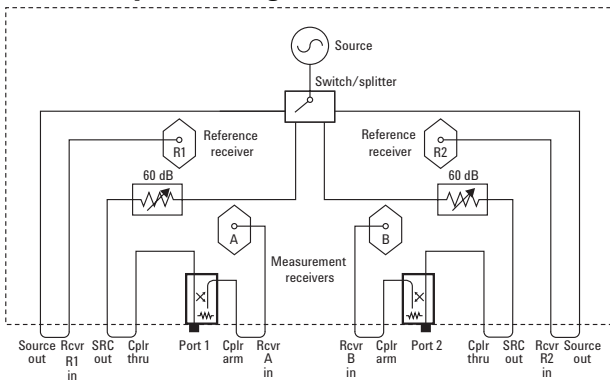 Source
Switch/splitter
Reference
receiver
R1
Reference
receiver
R2
60 dB
60 dB
A
B
Measurement
receivers
Source
out
Rcvr
R1
in
SRC
out
Cplr
thru
Port 1
Cplr
arm
Rcvr
A
in
Rcvr
B
in
Cplr
arm
Port 2
Cplr
thru
SRC
out
Rcvr
R2
in
Source
out